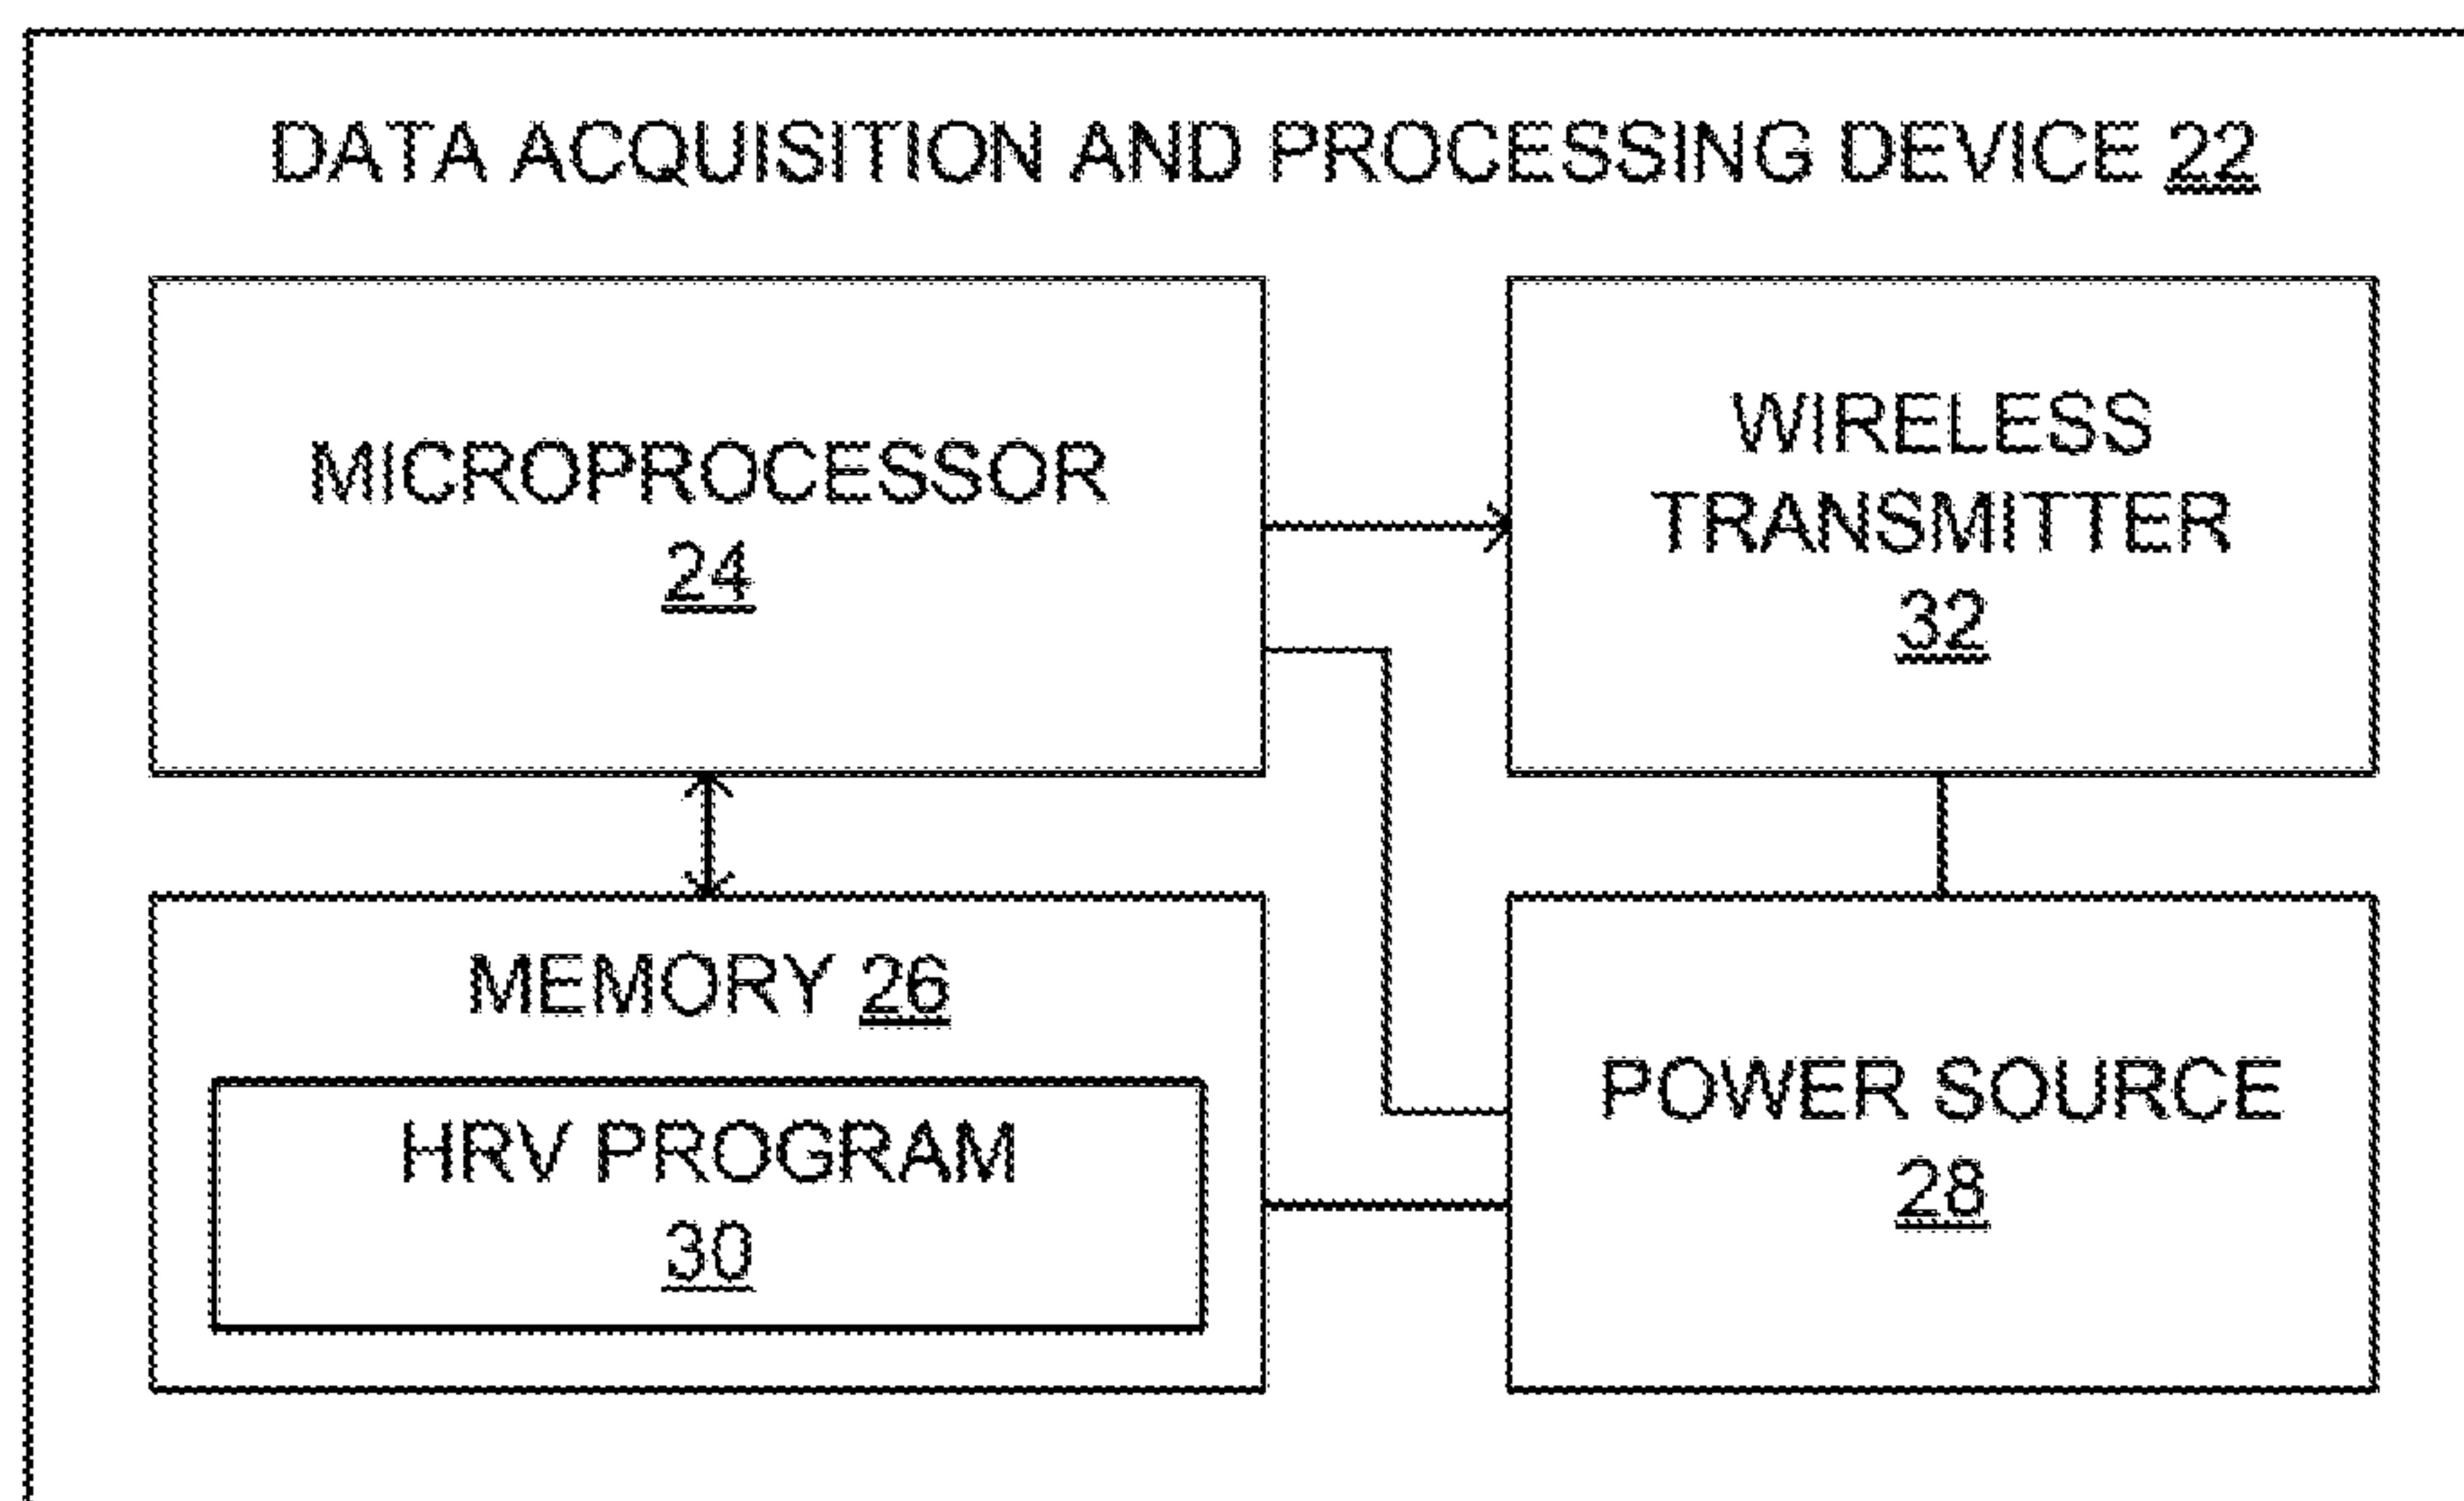 DATA ACQUISITION AND PROCESSING DEVICE 22
MICROPROCESSOR
24
WIRELESS
TRANSMITTER
32
MEMORY 26
HRV PROGRAM
30
POWER SOURCE
28